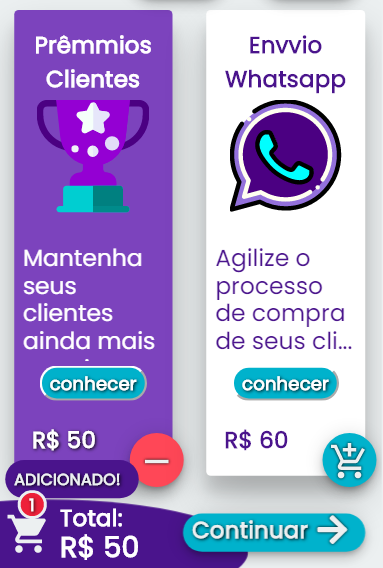 Prêmmios
Clientes
Mantenha
seus
clientes
ainda mais
conhecer
R$ 50
Envvio
Whatsapp
Agilize o
processo
de compra
de seus cli...
conhecer
R$ 60
ADICIONADO!
1
Total:
R$ 50
Continuar